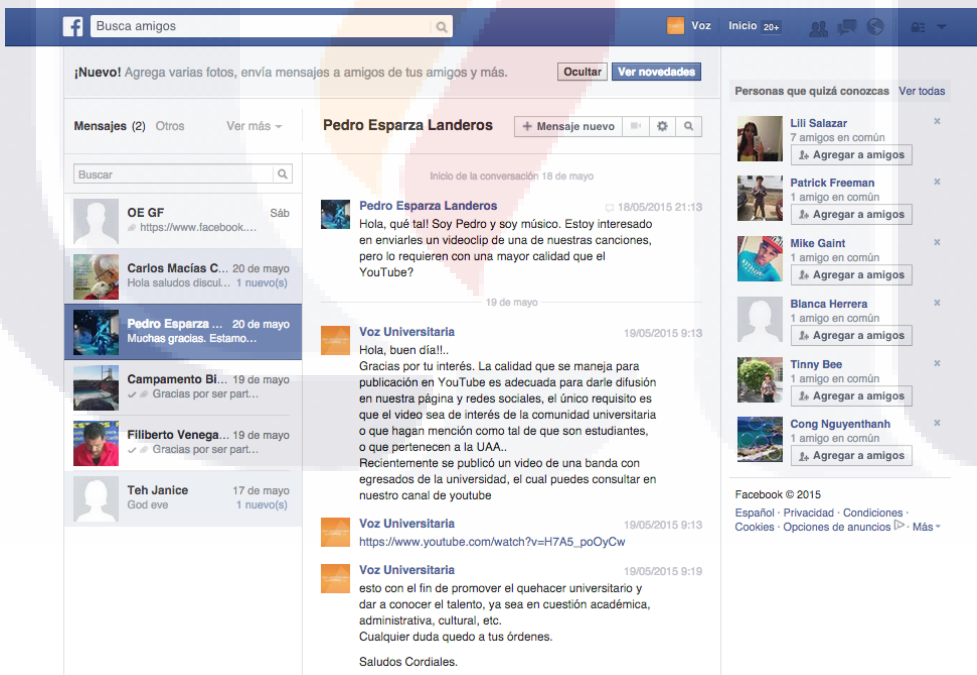 Busca amigos
Voz Inicio 20+
¡Nuevo! Agrega varias fotos, envía mensajes a amigos de tus amigos y más.
Ocultar Ver novedades
Mensajes (2) Otros Ver más
Buscar
OE GF Sáb
https://www.facebook....
Carlos Macías C... 20 de mayo
Hola saludos discul... 1 nuevo(s)
Pedro Esparza ... 20 de mayo
Muchas gracias. Estamo...
Campamento Bi... 19 de mayo
Gracias por ser part...
Filiberto Venega... 19 de mayo
Gracias por ser part...
Teh Janice 17 de mayo
God eve 1 nuevo(s)
Pedro Esparza Landeros + Mensaje nuevo
Inicio de la conversación 18 de mayo
Pedro Esparza Landeros 18/05/2015 21:13
Hola, qué tal! Soy Pedro y soy músico. Estoy interesado
en enviarles un videoclip de una de nuestras canciones,
pero lo requieren con una mayor calidad que el
YouTube?
19 de mayo
Voz Universitaria 19/05/2015 9:13
Hola, buen día!!..
Gracias por tu interés. La calidad que se maneja para
publicación en YouTube es adecuada para darle difusión
en nuestra página y redes sociales, el único requisito es
que el video sea de interés de la comunidad universitaria
o que hagan mención como tal de que son estudiantes,
o que pertenecen a la UAA..
Recientemente se publicó un video de una banda con
egresados de la universidad, el cual puedes consultar en
nuestro canal de youtube
Voz Universitaria 19/05/2015 9:13
https://www.youtube.com/watch?v=H7A5_poOyCw
Voz Universitaria 19/05/2015 9:19
esto con el fin de promover el quehacer universitario y
dar a conocer el talento, ya sea en cuestión académica,
administrativa, cultural, etc.
Cualquier duda quedo a tus órdenes.
Saludos Cordiales.
Personas que quizá conozcas Ver todas
Lili Salazar
7 amigos en común
Agregar a amigos
Patrick Freeman
1 amigo en común
Agregar a amigos
Mike Gaint
1 amigo en común
Agregar a amigos
Blanca Herrera
1 amigo en común
Agregar a amigos
Tinny Bee
1 amigo en común
Agregar a amigos
Cong Nguyenthanh
1 amigo en común
Agregar a amigos
Facebook © 2015
Español · Privacidad · Condiciones ·
Cookies · Opciones de anuncios · Más